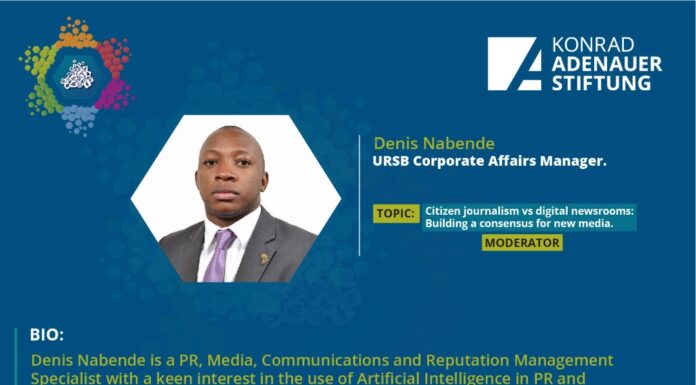 KONRAD
ADENAUER
STIFTUNG
Denis Nabende
URSB Corporate Affairs Manager.
TOPIC: Citizen journalism vs digital newsrooms:
Building a consensus for new media.
MODERATOR
BIO:
Denis Nabende is a PR, Media, Communications and Reputation Management
Specialist with a keen interest in the use of Artificial Intelligence in PR and